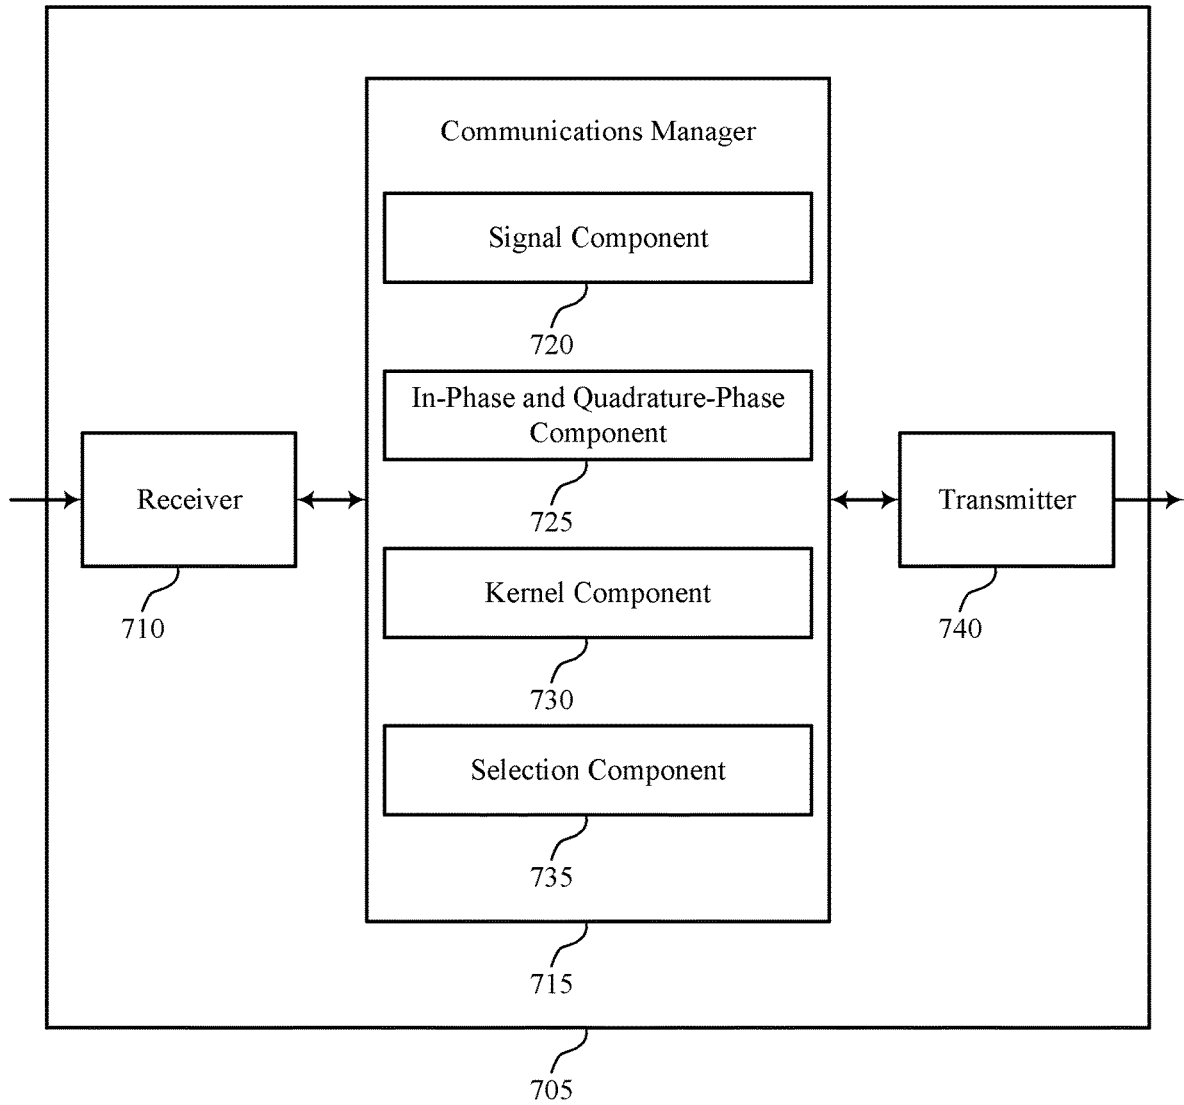 Communications Manager
Signal Component
720
In-Phase and Quadrature-Phase
Component
725
Receiver
710
Transmitter
740
Kernel Component
730
Selection Component
735
715
705